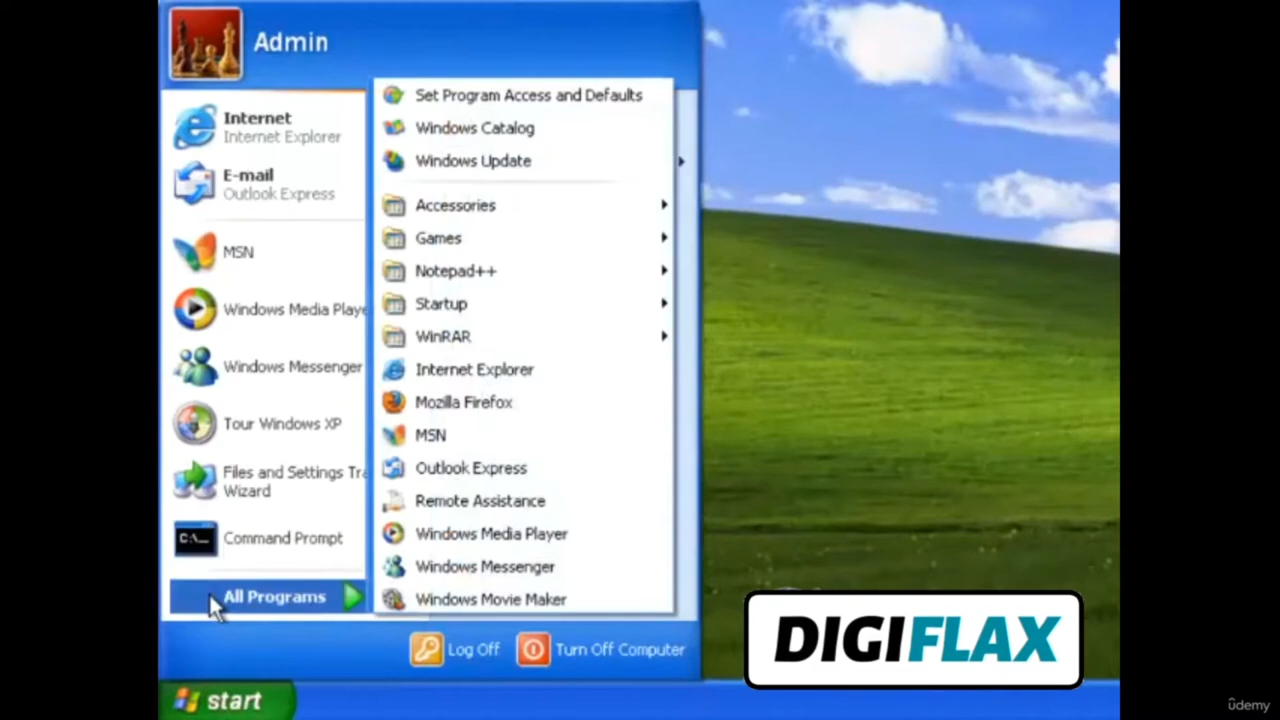 Admin
Internet
Internet Explorer
E-mail
Outlook Express
MSN
Windows Media Playe
Windows Messenger
Tour Windows XP
Files and Settings Tra
Wizard
C:\_
Command Prompt
All Programs
Set Program Access and Defaults
Windows Catalog
Windows Update
Accessories
Games
Notepad++
Startup
WinRAR
Internet Explorer
Mozilla Firefox
MSN
Outlook Express
Remote Assistance
Windows Media Player
Windows Messenger
Windows Movie Maker
Log Off
Turn Off Computer
start
DIGIFLAX
ûdemy